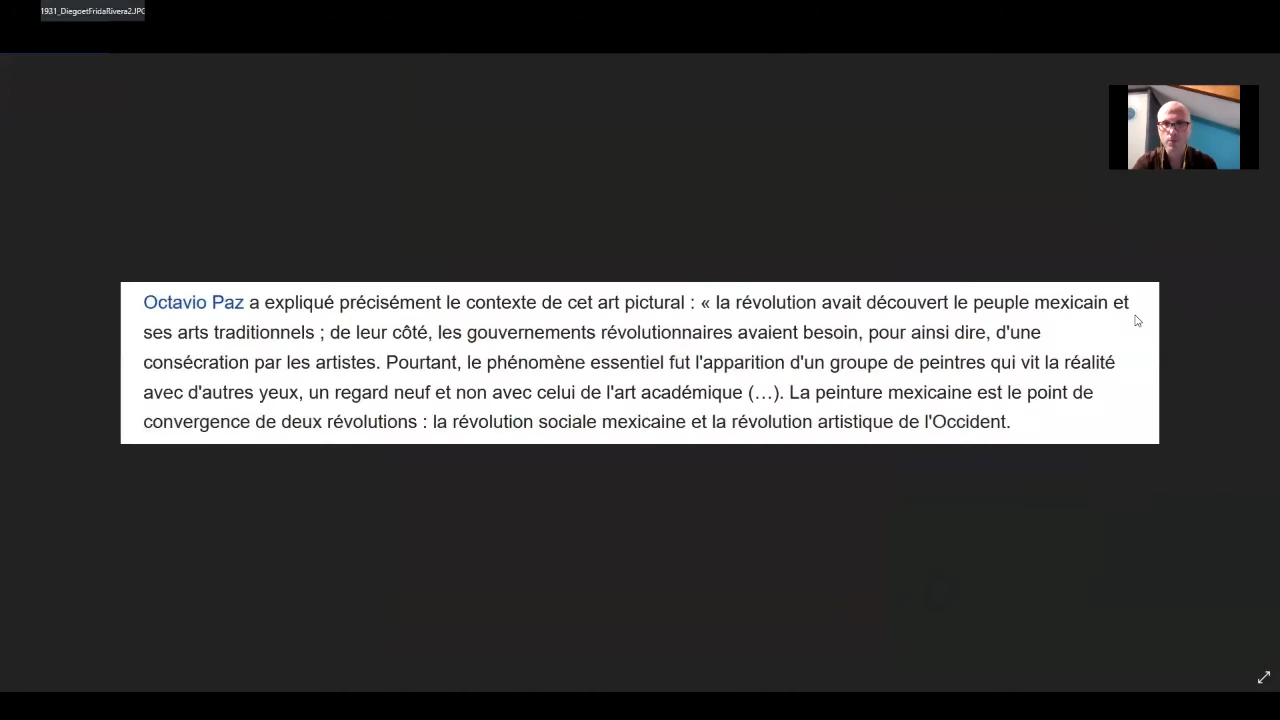 1931_DiegoetFridaRivera2.JPG
Octavio Paz a expliqué précisément le contexte de cet art pictural : « la révolution avait découvert le peuple mexicain et
ses arts traditionnels ; de leur côté, les gouvernements révolutionnaires avaient besoin, pour ainsi dire, d'une
consécration par les artistes. Pourtant, le phénomène essentiel fut l'apparition d'un groupe de peintres qui vit la réalité
avec d'autres yeux, un regard neuf et non avec celui de l'art académique (…). La peinture mexicaine est le point de
convergence de deux révolutions : la révolution sociale mexicaine et la révolution artistique de l'Occident.